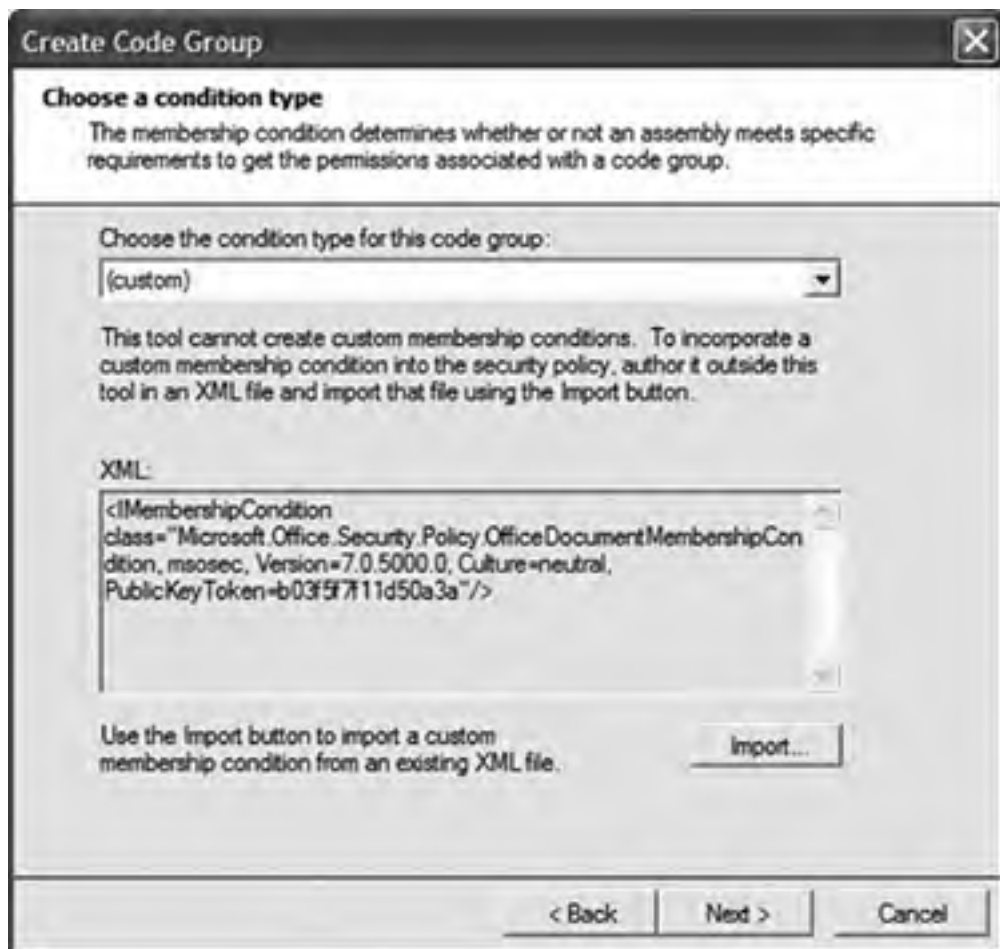 Create Code Group
Choose a condition type
The membership condition determines whether or not an assembly meets specific
requirements to get the permissions associated with a code group.
Choose the condition type for this code group:
(custom)
This tool cannot create custom membership conditions. To incorporate a
custom membership condition into the security policy, author it outside this
tool in an XML file and import that file using the Import button.
XML:
<IMembershipCondition
class="Microsoft.Office.Security.Policy.OfficeDocumentMembershipCon
dition, msosec, Version=7.0.5000.0, Culture=neutral,
PublicKeyToken=b03f5f7f11d50a3a"/>
Use the Import button to import a custom
membership condition from an existing XML file.
Import...
< Back
Next >
Cancel